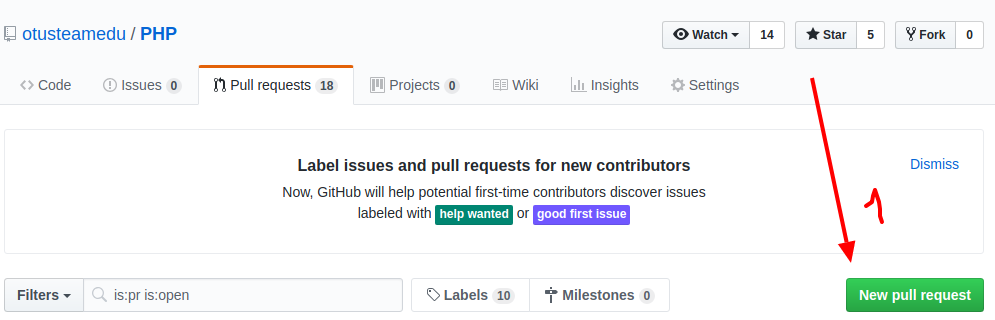 otusteamedu / PHP
Watch 14 Star 5 Fork 0
Code Issues 0 Pull requests 18 Projects 0 Wiki Insights Settings
Label issues and pull requests for new contributors
Dismiss
Now, GitHub will help potential first-time contributors discover issues
labeled with help wanted or good first issue
1
Filters is:pr is:open Labels 10 Milestones 0 New pull request